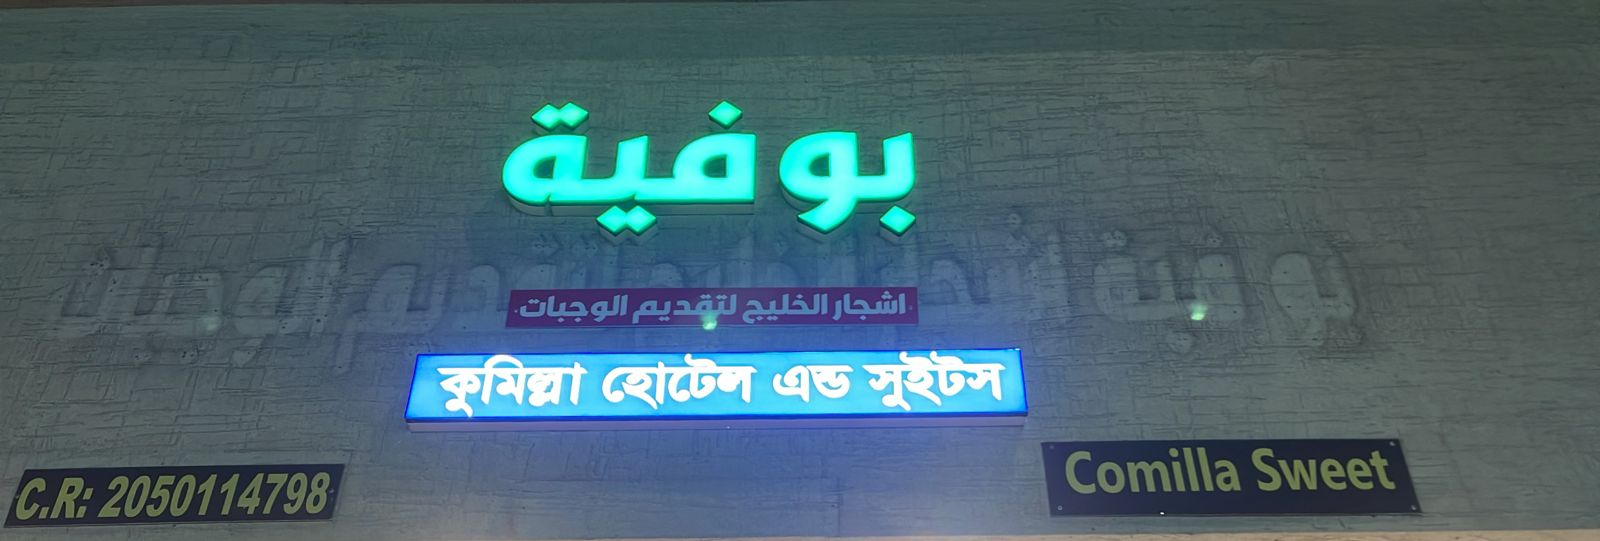 بوفية
اشجار الخليج لتقديم الوجبات
কুমিল্লা হোটেল এন্ড সুইটস
C.R: 2050114798
Comilla Sweet